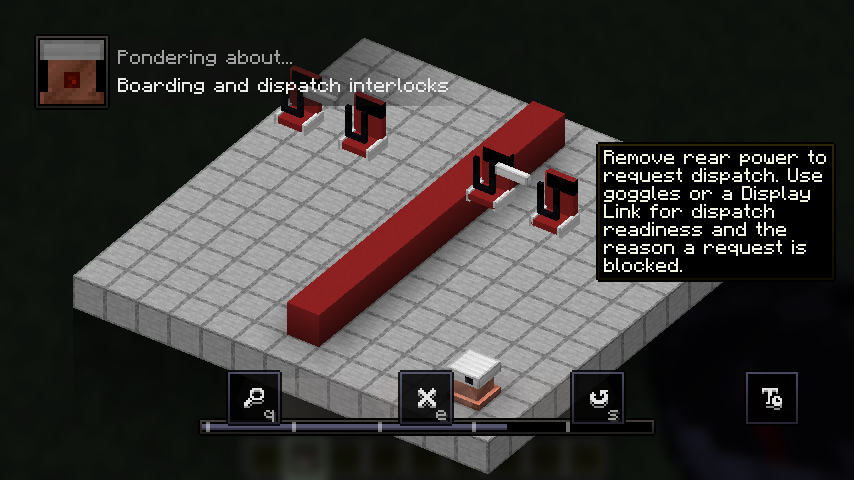 Pondering about...
Boarding and dispatch interlocks
Remove rear power to
request dispatch. Use
goggles or a Display
Link for dispatch
readiness and the
reason a request is
blocked.
q
e
s
T